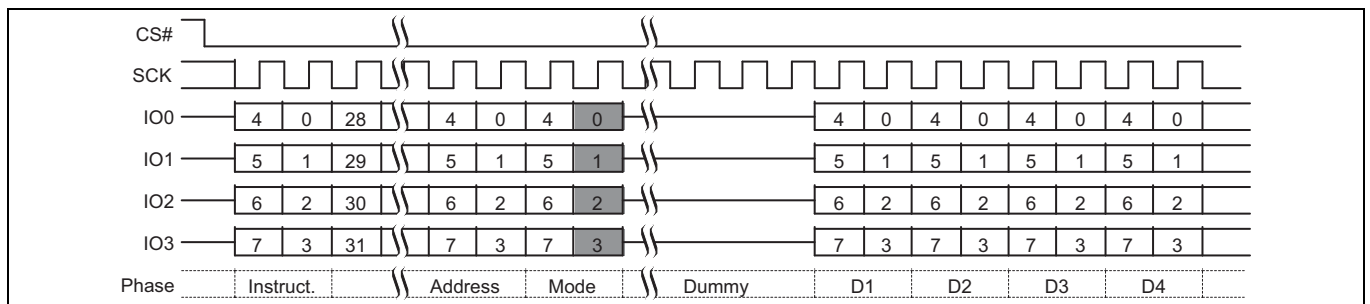 CS#
SCK
IO0 4 0 28 4 0 4 0 4 0 4 0 4 0 4 0
IO1 5 1 29 5 1 5 1 5 1 5 1 5 1 5 1
IO2 6 2 30 6 2 6 2 6 2 6 2 6 2 6 2
IO3 7 3 31 7 3 7 3 7 3 7 3 7 3 7 3
Phase Instruct. Address Mode Dummy D1 D2 D3 D4